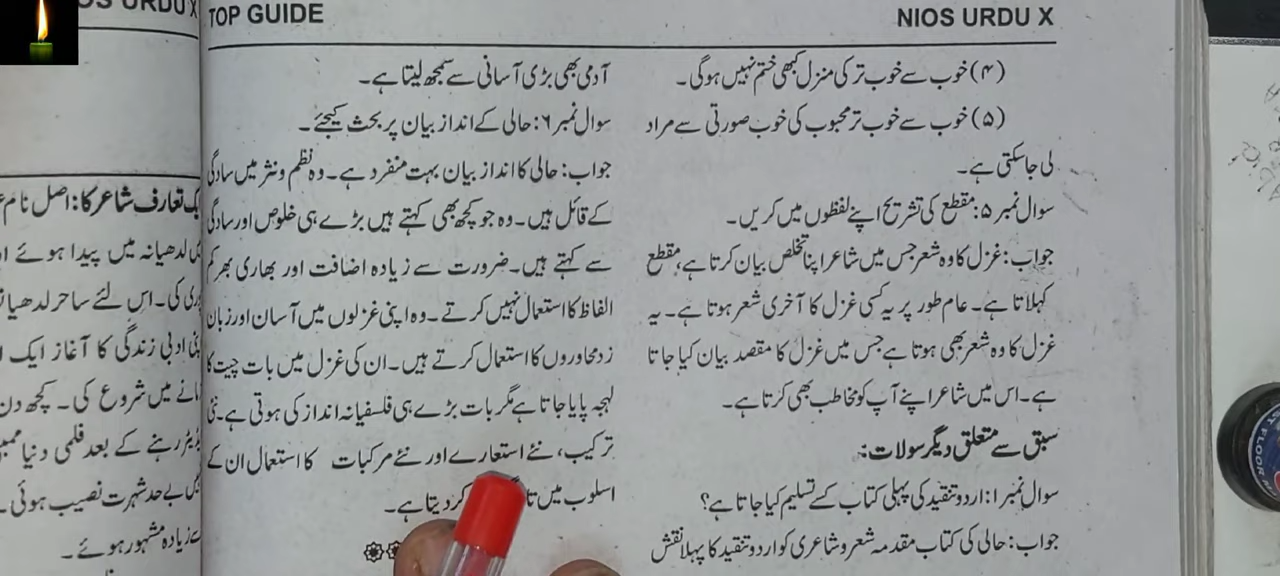 TOP GUIDE
NIOS URDU X
(۴) خوب سے خوب تر کی منزل کبھی ختم نہیں ہوگی۔
(۵) خوب سے خوب تر محبوب کی خوب صورتی سے مراد
لی جاسکتی ہے۔
سوال نمبر ۵: مقطع کی تشریح اپنے لفظوں میں کریں۔
جواب: غزل کا وہ شعر جس میں شاعر اپنا تخلص بیان کرتا ہے، مقطع
کہلاتا ہے۔ عام طور پر یہ کسی غزل کا آخری شعر ہوتا ہے۔ یہ
غزل کا وہ شعر بھی ہوتا ہے جس میں غزل کا مقصد بیان کیا جاتا
ہے۔ اس میں شاعر اپنے آپ کو مخاطب بھی کرتا ہے۔
سبق سے متعلق دیگر سولات:
سوال نمبر ۱: اردو تنقید کی پہلی کتاب کسے تسلیم کیا جاتا ہے؟
جواب: حالی کی کتاب مقدمہ شعر و شاعری کو اردو تنقید کا پہلا نقش
آدمی بھی بڑی آسانی سے سمجھ لیتا ہے۔
سوال نمبر ۶: حالی کے انداز بیان پر بحث کیجئے۔
جواب: حالی کا انداز بیان بہت منفرد ہے۔ وہ نظم و نثر میں سادگی
کے قائل ہیں۔ وہ جو کچھ بھی کہتے ہیں بڑے ہی خلوص اور سادگی
سے کہتے ہیں۔ ضرورت سے زیادہ اضافت اور بھاری بھرکم
الفاظ کا استعمال نہیں کرتے۔ وہ اپنی غزلوں میں آسان اور زبان
زد محاوروں کا استعمال کرتے ہیں۔ ان کی غزل میں بات چیت کا
لہجہ پایا جاتا ہے مگر بات بڑے ہی فلسفیانہ انداز کی ہوتی ہے۔ نئی
ترکیب، نئے استعارے اور نئے مرکبات کا استعمال ان کے
اسلوب میں کردیتا ہے۔
URDU X
تعارف شاعر کا: اصل نام
لدھیانہ میں پیدا ہوئے
کی۔ اس لئے ساحر لدھیا
ادبی زندگی کا آغاز ایک
میں شروع کی۔ کچھ دن
رہنے کے بعد فلمی دنیا
بے حد شہرت نصیب ہوئی۔
زیادہ مشہور ہوئے۔